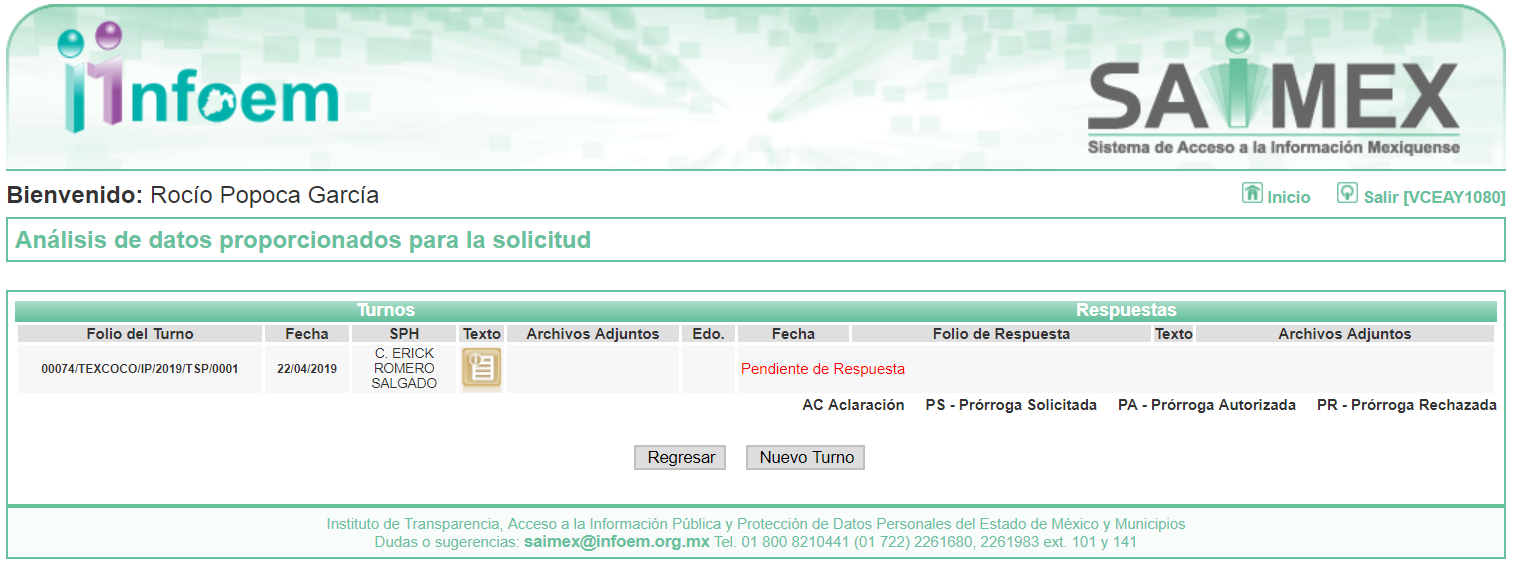 infoem
SAIMEX
Sistema de Acceso a la Información Mexiquense
Bienvenido: Rocío Popoca García
Inicio Salir [VCEAY1080]
Análisis de datos proporcionados para la solicitud
Turnos Respuestas
Folio del Turno Fecha SPH Texto Archivos Adjuntos Edo. Fecha Folio de Respuesta Texto Archivos Adjuntos
00074/TEXCOCO/IP/2019/TSP/0001 22/04/2019 C. ERICK ROMERO SALGADO Pendiente de Respuesta
AC Aclaración PS - Prórroga Solicitada PA - Prórroga Autorizada PR - Prórroga Rechazada
Regresar Nuevo Turno
Instituto de Transparencia, Acceso a la Información Pública y Protección de Datos Personales del Estado de México y Municipios
Dudas o sugerencias: saimex@infoem.org.mx Tel. 01 800 8210441 (01 722) 2261680, 2261983 ext. 101 y 141